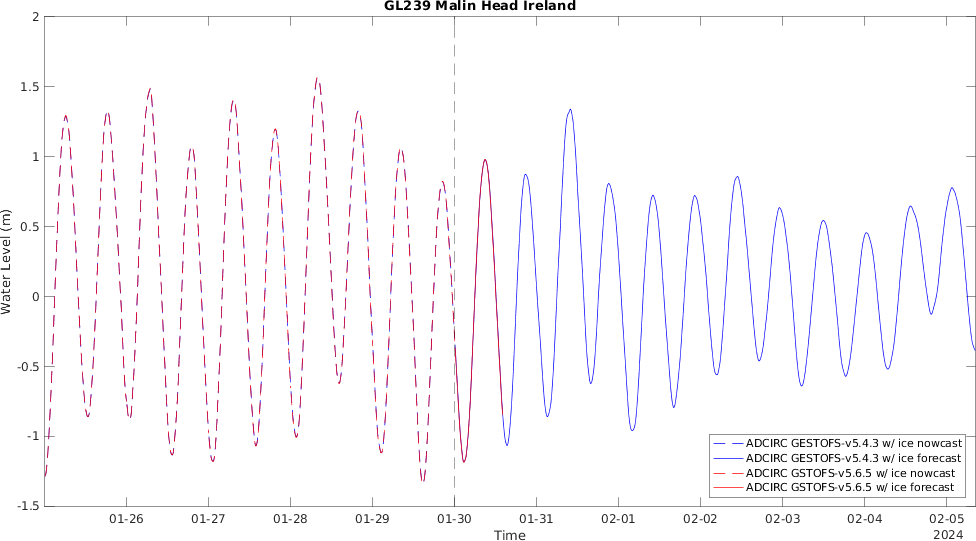 GL239 Malin Head Ireland
2
1.5
1
0.5
0
-0.5
-1
-1.5
Water Level (m)
01-26 01-27 01-28 01-29 01-30 01-31 02-01 02-02 02-03 02-04 02-05
Time
2024
ADCIRC GESTOFS-v5.4.3 w/ ice nowcast
ADCIRC GESTOFS-v5.4.3 w/ ice forecast
ADCIRC GSTOFS-v5.6.5 w/ ice nowcast
ADCIRC GSTOFS-v5.6.5 w/ ice forecast